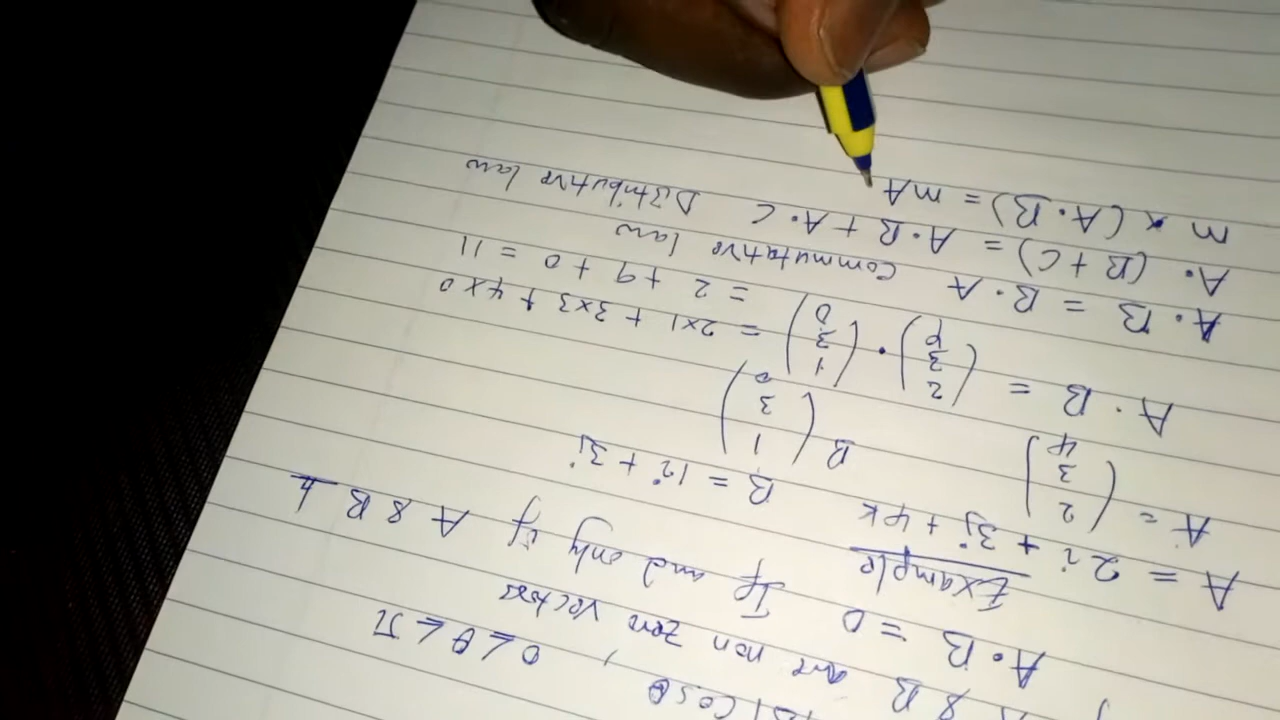 |B| Cos θ , 0 ≤ θ ≤ π
A & B are non zero vectors
A · B = 0 If and only if A & B ⊥
Example
A = 2i + 3j + 4k B = 1i + 3j
A = ( 2 3 4 ) B ( 1 3 0 )
A · B = ( 2 3 4 ) · ( 1 3 0 ) = 2x1 + 3x3 + 4x0
= 2 + 9 + 0 = 11
A · B = B · A Commutative law
A · (B + C) = A · B + A · C Distributive law
m x (A · B) = mA